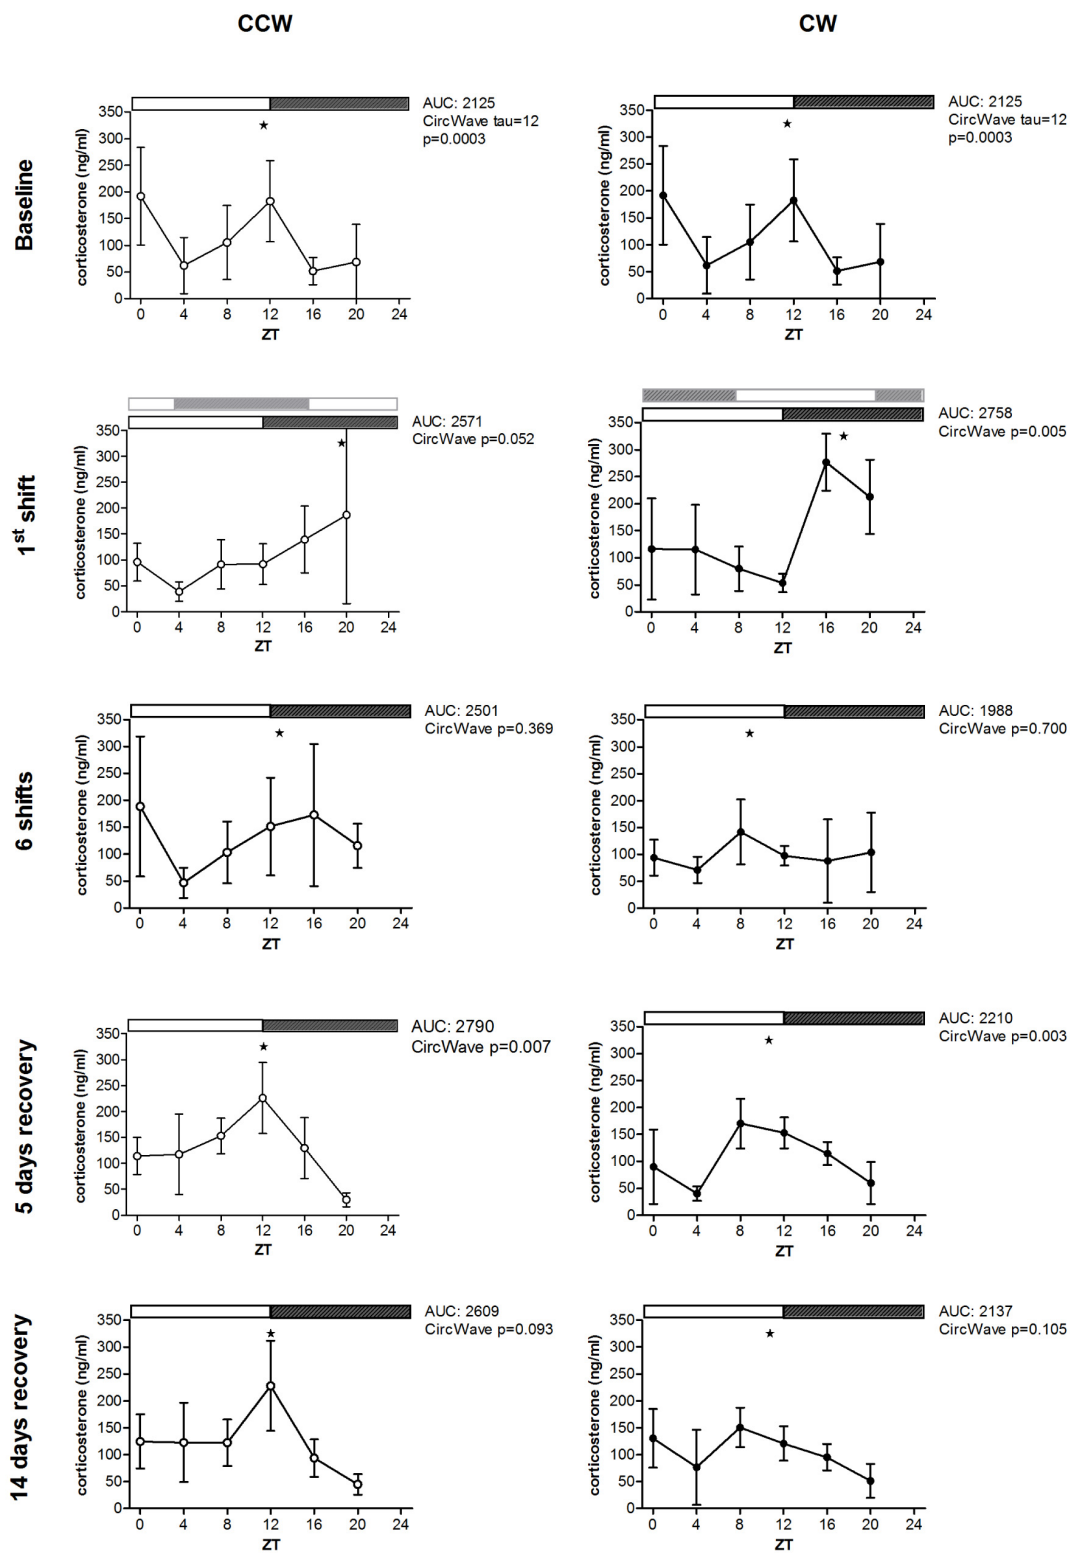 CCW
CW
Baseline
AUC: 2125
CircWave tau=12
p=0.0003
corticosterone (ng/ml)
350
300
250
200
150
100
50
0
0 4 8 12 16 20 24
ZT
AUC: 2125
CircWave tau=12
p=0.0003
corticosterone (ng/ml)
350
300
250
200
150
100
50
0
0 4 8 12 16 20 24
ZT
1st shift
AUC: 2571
CircWave p=0.052
corticosterone (ng/ml)
350
300
250
200
150
100
50
0
0 4 8 12 16 20 24
ZT
AUC: 2758
CircWave p=0.005
corticosterone (ng/ml)
350
300
250
200
150
100
50
0
0 4 8 12 16 20 24
ZT
6 shifts
AUC: 2501
CircWave p=0.369
corticosterone (ng/ml)
350
300
250
200
150
100
50
0
0 4 8 12 16 20 24
ZT
AUC: 1988
CircWave p=0.700
corticosterone (ng/ml)
350
300
250
200
150
100
50
0
0 4 8 12 16 20 24
ZT
5 days recovery
AUC: 2790
CircWave p=0.007
corticosterone (ng/ml)
350
300
250
200
150
100
50
0
0 4 8 12 16 20 24
ZT
AUC: 2210
CircWave p=0.003
corticosterone (ng/ml)
350
300
250
200
150
100
50
0
0 4 8 12 16 20 24
ZT
14 days recovery
AUC: 2609
CircWave p=0.093
corticosterone (ng/ml)
350
300
250
200
150
100
50
0
0 4 8 12 16 20 24
ZT
AUC: 2137
CircWave p=0.105
corticosterone (ng/ml)
350
300
250
200
150
100
50
0
0 4 8 12 16 20 24
ZT